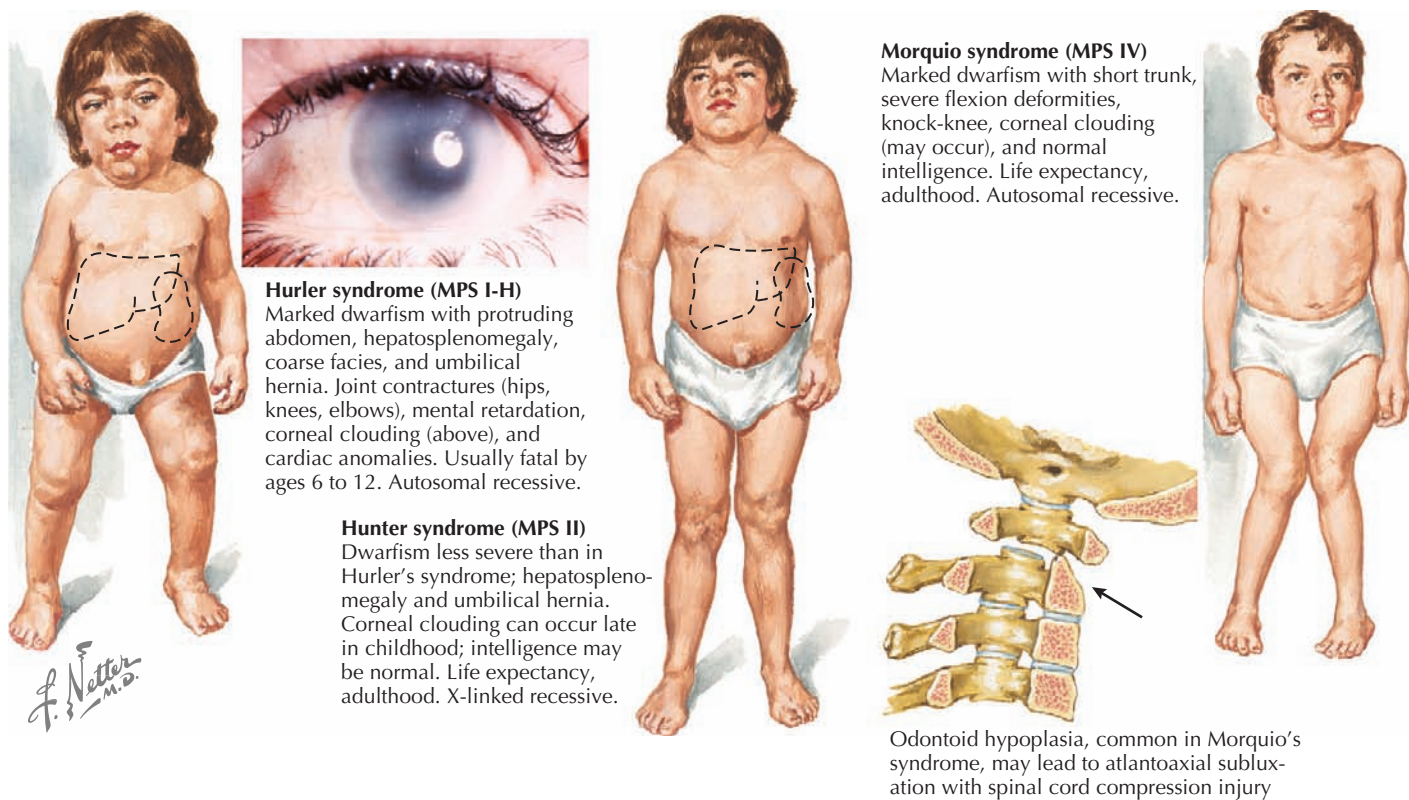 Hurler syndrome (MPS I-H)
Marked dwarfism with protruding
abdomen, hepatosplenomegaly,
coarse facies, and umbilical
hernia. Joint contractures (hips,
knees, elbows), mental retardation,
corneal clouding (above), and
cardiac anomalies. Usually fatal by
ages 6 to 12. Autosomal recessive.
Hunter syndrome (MPS II)
Dwarfism less severe than in
Hurler’s syndrome; hepatospleno-
megaly and umbilical hernia.
Corneal clouding can occur late
in childhood; intelligence may
be normal. Life expectancy,
adulthood. X-linked recessive.
F. Netter
M.D.
Morquio syndrome (MPS IV)
Marked dwarfism with short trunk,
severe flexion deformities,
knock-knee, corneal clouding
(may occur), and normal
intelligence. Life expectancy,
adulthood. Autosomal recessive.
Odontoid hypoplasia, common in Morquio’s
syndrome, may lead to atlantoaxial sublux-
ation with spinal cord compression injury